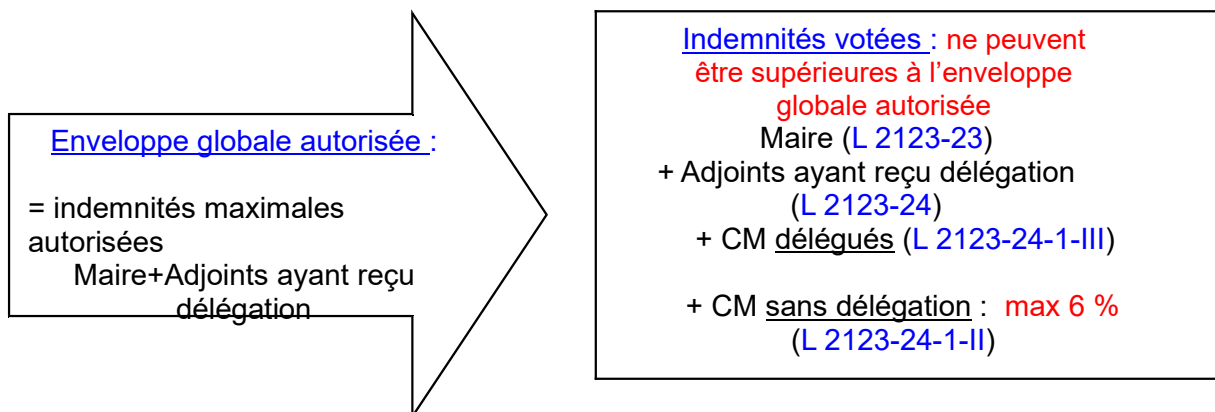 Enveloppe globale autorisée :
= indemnités maximales
autorisées
Maire+Adjoints ayant reçu
délégation
Indemnités votées : ne peuvent
être supérieures à l’enveloppe
globale autorisée
Maire (L 2123-23)
+ Adjoints ayant reçu délégation
(L 2123-24)
+ CM délégués (L 2123-24-1-III)
+ CM sans délégation : max 6 %
(L 2123-24-1-II)